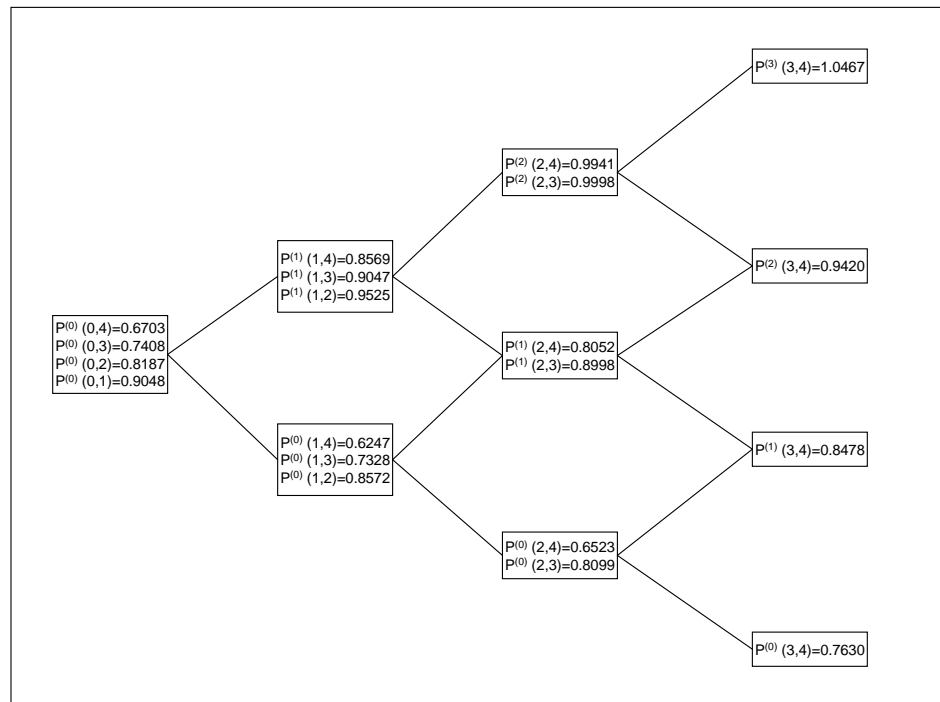 P(3) (3,4)=1.0467
P(2) (2,4)=0.9941
P(2) (2,3)=0.9998
P(1) (1,4)=0.8569
P(1) (1,3)=0.9047
P(1) (1,2)=0.9525
P(2) (3,4)=0.9420
P(0) (0,4)=0.6703
P(0) (0,3)=0.7408
P(0) (0,2)=0.8187
P(0) (0,1)=0.9048
P(1) (2,4)=0.8052
P(1) (2,3)=0.8998
P(0) (1,4)=0.6247
P(0) (1,3)=0.7328
P(0) (1,2)=0.8572
P(1) (3,4)=0.8478
P(0) (2,4)=0.6523
P(0) (2,3)=0.8099
P(0) (3,4)=0.7630